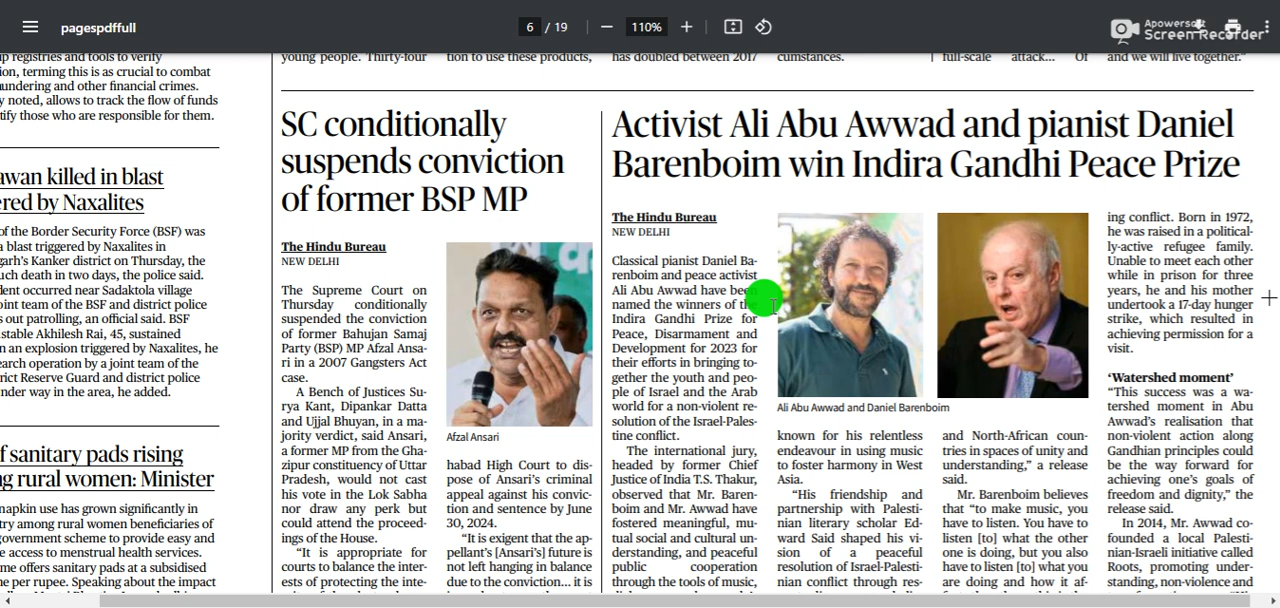 pagespdfful
6 / 19
110%
Apowersoft
Screen Recorder
p registries and tools to verify
ion, terming this is as crucial to combat
undering and other financial crimes.
y noted, allows to track the flow of funds
tify those who are responsible for them.
awan killed in blast
ered by Naxalites
of the Border Security Force (BSF) was
a blast triggered by Naxalites in
garh's Kanker district on Thursday, the
uch death in two days, the police said.
dent occurred near Sadaktola village
oint team of the BSF and district police
s out patrolling, an official said. BSF
stable Akhilesh Rai, 45, sustained
n an explosion triggered by Naxalites, he
earch operation by a joint team of the
rict Reserve Guard and district police
nder way in the area, he added.
f sanitary pads rising
ng rural women: Minister
napkin use has grown significantly in
try among rural women beneficiaries of
government scheme to provide easy and
e access to menstrual health services.
me offers sanitary pads at a subsidised
ne per rupee. Speaking about the impact
young people. Thirty-four
tion to use these products,
has doubled between 2017
cumstances.
full-scale attack... Of
and we will live together."
SC conditionally
suspends conviction
of former BSP MP
The Hindu Bureau
NEW DELHI
The Supreme Court on
Thursday conditionally
suspended the conviction
of former Bahujan Samaj
Party (BSP) MP Afzal Ansa-
ri in a 2007 Gangsters Act
case.
A Bench of Justices Su-
rya Kant, Dipankar Datta
and Ujjal Bhuyan, in a ma-
jority verdict, said Ansari,
a former MP from the Gha-
zipur constituency of Uttar
Pradesh, would not cast
his vote in the Lok Sabha
nor draw any perk but
could attend the proceed-
ings of the House.
"It is appropriate for
courts to balance the inter-
ests of protecting the inte-
Afzal Ansari
habad High Court to dis-
pose of Ansari's criminal
appeal against his convic-
tion and sentence by June
30, 2024.
"It is exigent that the ap-
pellant's [Ansari's] future is
not left hanging in balance
due to the conviction... it is
Activist Ali Abu Awwad and pianist Daniel
Barenboim win Indira Gandhi Peace Prize
The Hindu Bureau
NEW DELHI
Classical pianist Daniel Ba-
renboim and peace activist
Ali Abu Awwad have been
named the winners of the
Indira Gandhi Prize for
Peace, Disarmament and
Development for 2023 for
their efforts in bringing to-
gether the youth and peo-
ple of Israel and the Arab
world for a non-violent re-
solution of the Israel-Pales-
tine conflict.
The international jury,
headed by former Chief
Justice of India T.S. Thakur,
observed that Mr. Baren-
boim and Mr. Awwad have
fostered meaningful, mu-
tual social and cultural un-
derstanding, and peaceful
public cooperation
through the tools of music,
Ali Abu Awwad and Daniel Barenboim
known for his relentless
endeavour in using music
to foster harmony in West
Asia.
"His friendship and
partnership with Palesti-
nian literary scholar Ed-
ward Said shaped his vi-
sion of a peaceful
resolution of Israel-Palesti-
nian conflict through res-
and North-African coun-
tries in spaces of unity and
understanding," a release
said.
Mr. Barenboim believes
that "to make music, you
have to listen. You have to
listen [to] what the other
one is doing, but you also
have to listen [to] what you
are doing and how it af-
ing conflict. Born in 1972,
he was raised in a political-
ly-active refugee family.
Unable to meet each other
while in prison for three
years, he and his mother
undertook a 17-day hunger
strike, which resulted in
achieving permission for a
visit.
'Watershed moment'
"This success was a wa-
tershed moment in Abu
Awwad's realisation that
non-violent action along
Gandhian principles could
be the way forward for
achieving one's goals of
freedom and dignity," the
release said.
In 2014, Mr. Awwad co-
founded a local Palesti-
nian-Israeli initiative called
Roots, promoting under-
standing, non-violence and